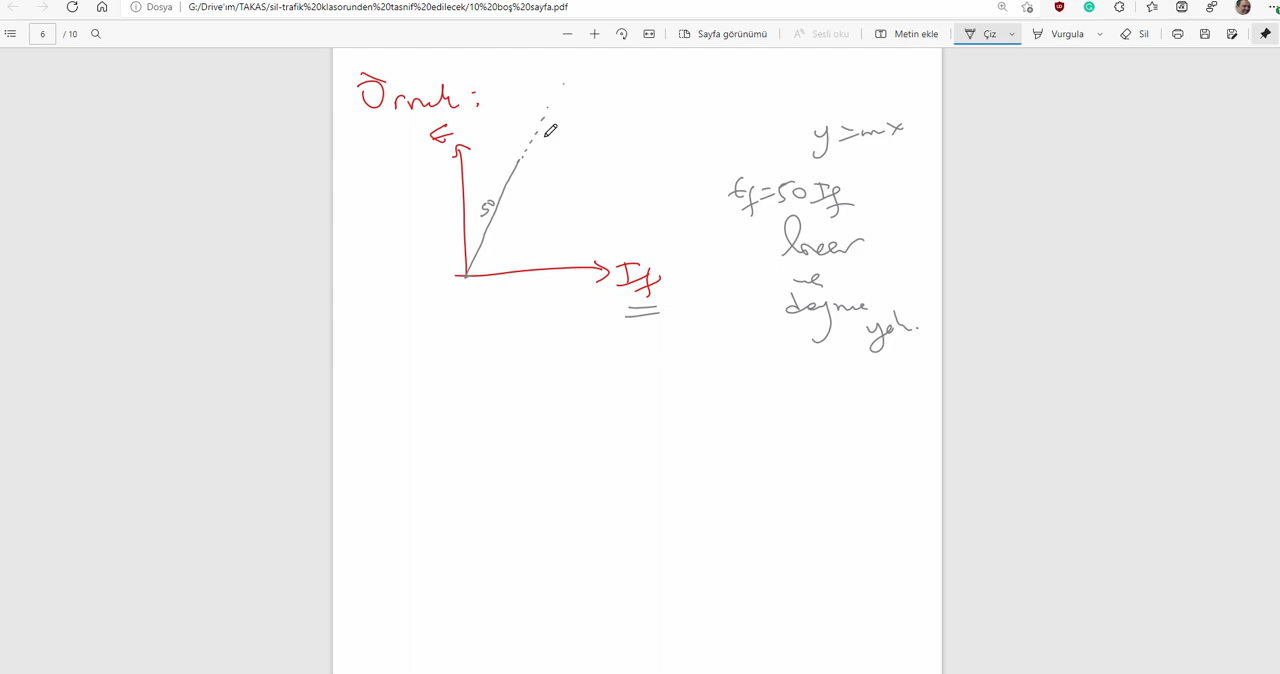 Dosya
G:/Drive'ım/TAKAS/sil-trafik%20klasorunden%20tasnif%20edilecek/10%20boş%20sayfa.pdf
6 / 10
Sayfa görünümü
Sesli oku
Metin ekle
Çiz
Vurgula
Sil
Örnek:
E
50
If
y=mx
Ef=50 If
lineer
ve
doyma
yok.